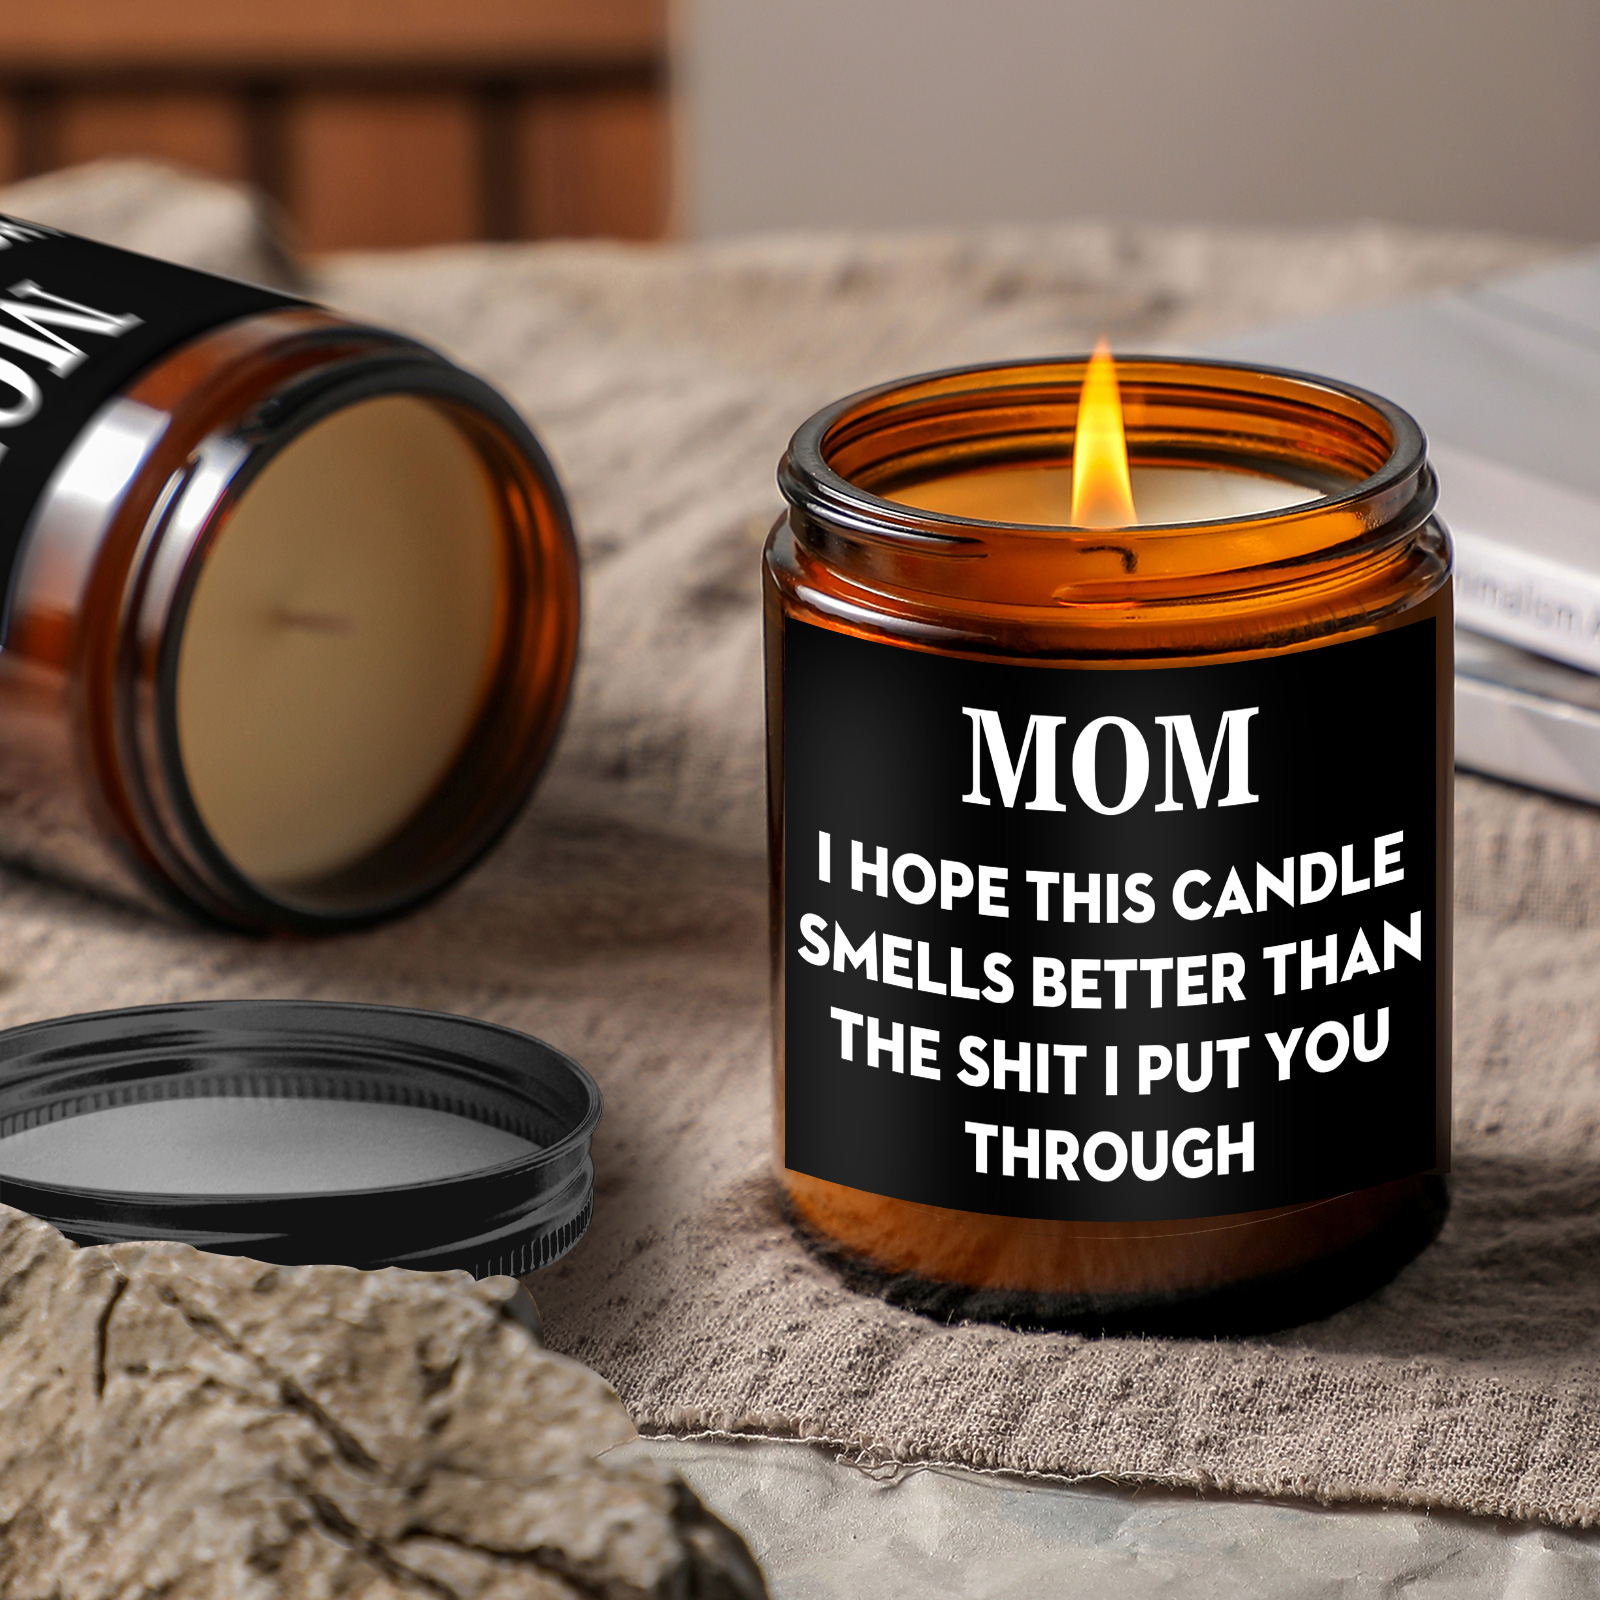 MOM
I HOPE THIS CANDLE
SMELLS BETTER THAN
THE SHIT I PUT YOU
THROUGH